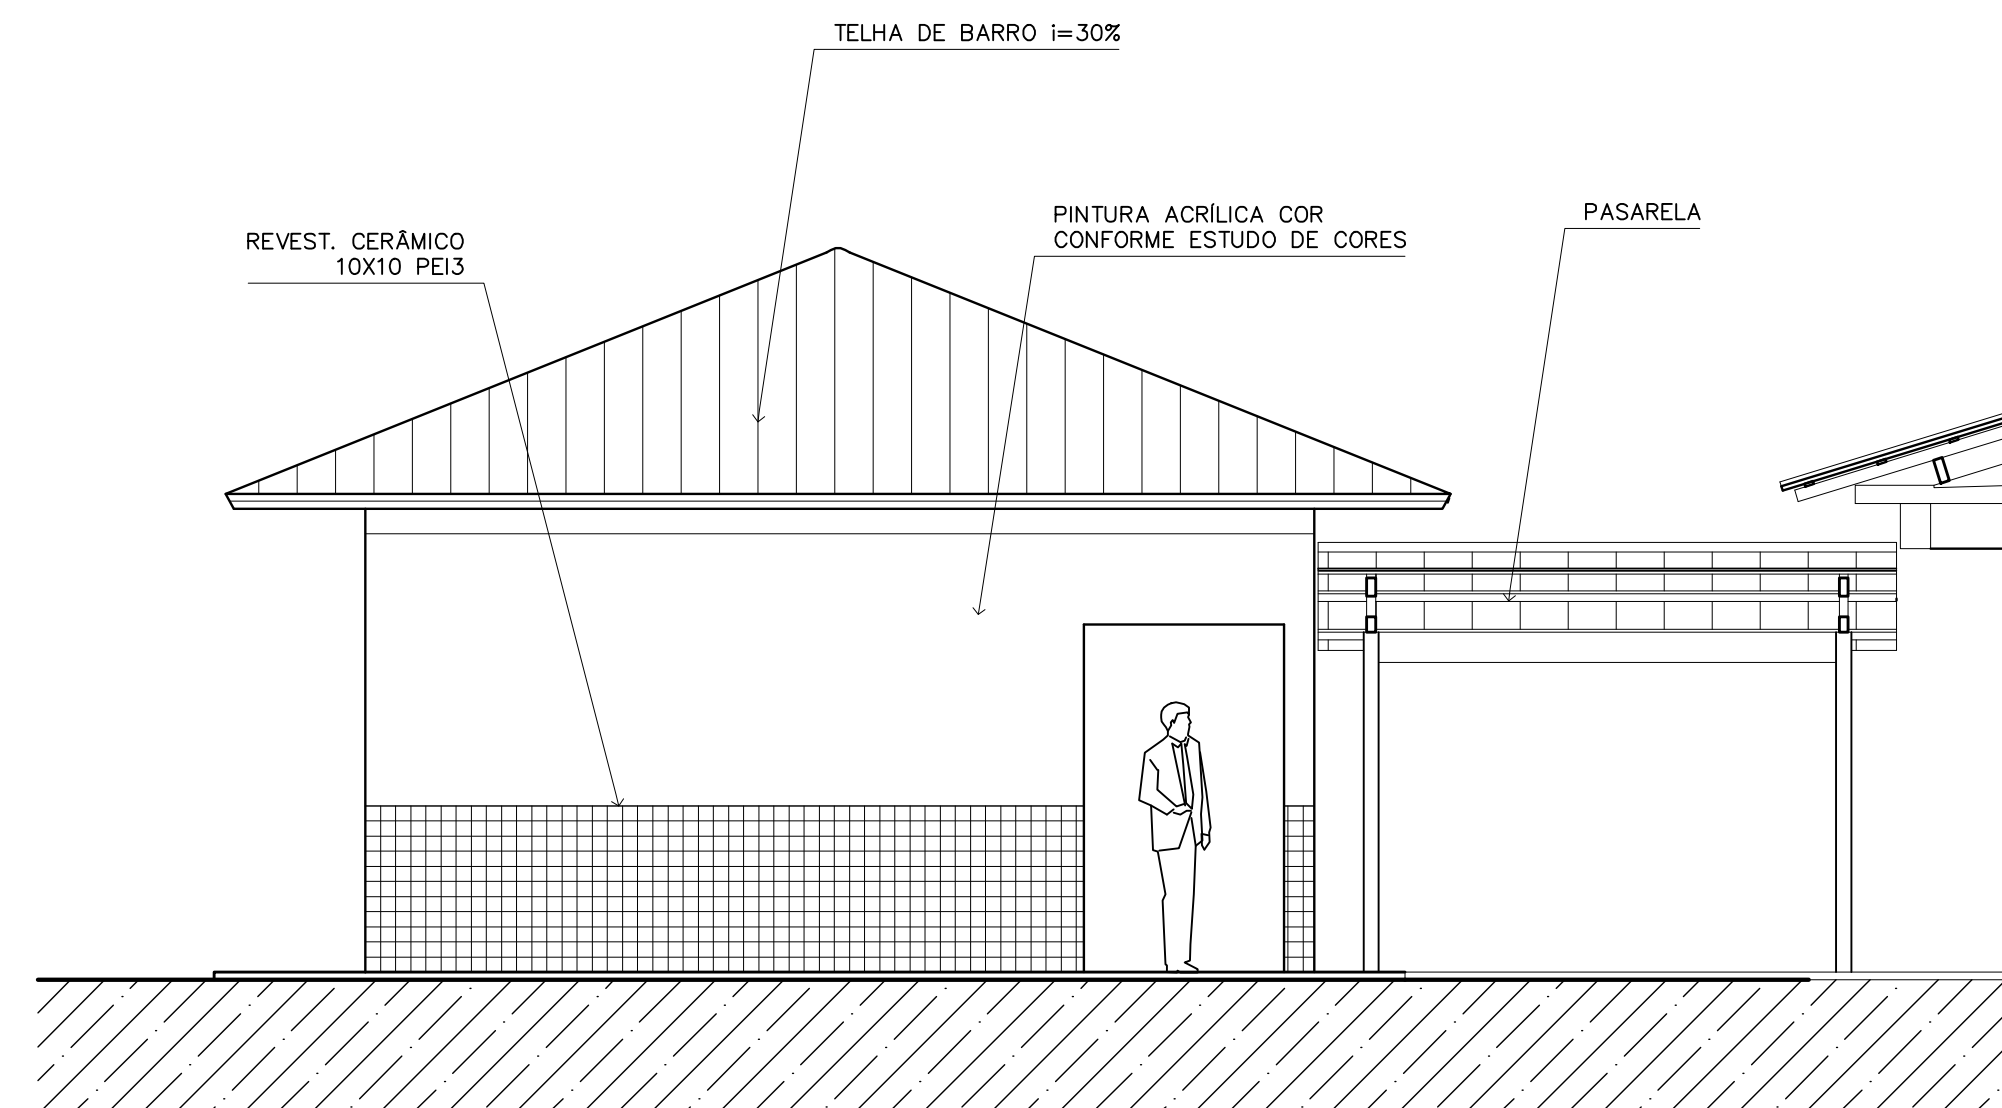 TELHA DE BARRO i=30%
REVEST. CERÂMICO
10X10 PEI3
PINTURA ACRÍLICA COR
CONFORME ESTUDO DE CORES
PASARELA